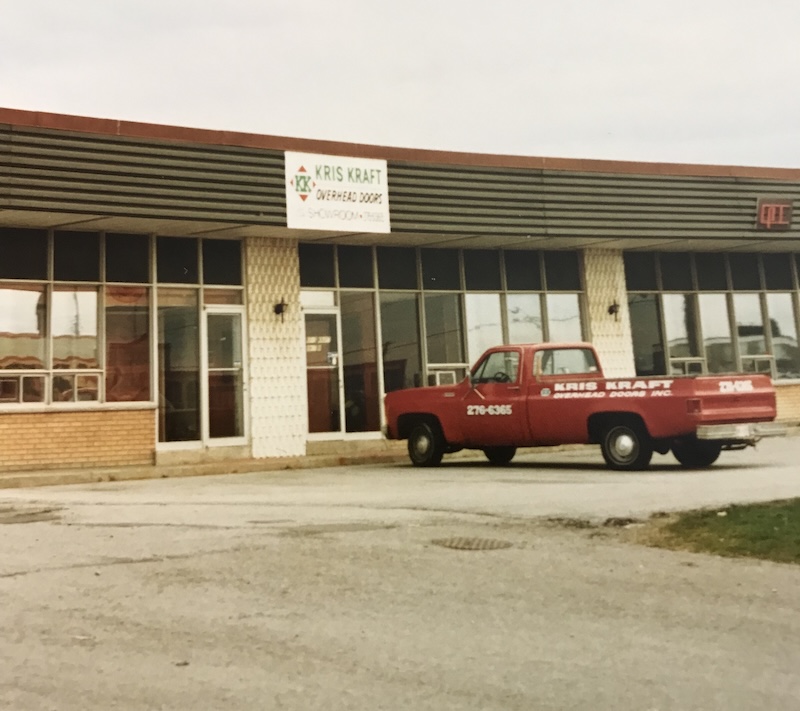 KK
KRIS KRAFT
OVERHEAD DOORS
SHOWROOM
276-6365
KRIS KRAFT
OVERHEAD DOORS INC.